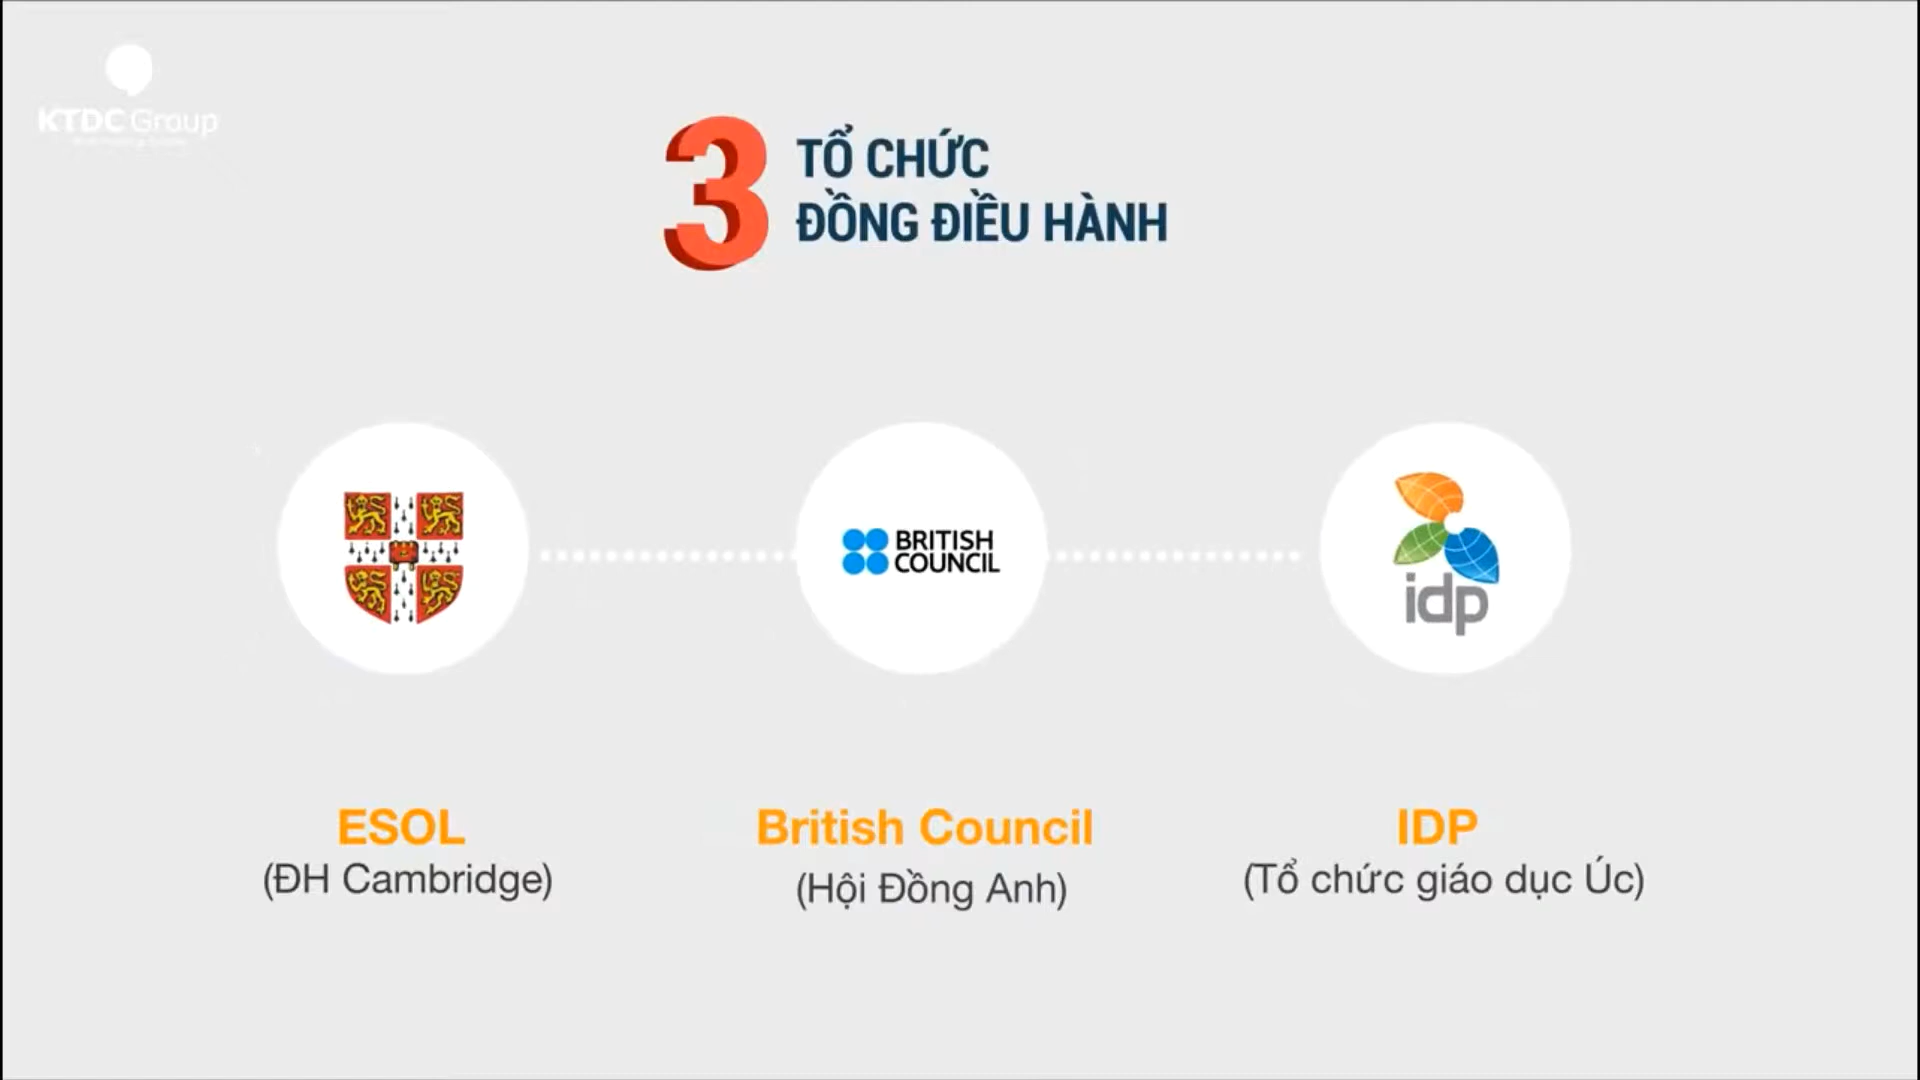 KTDC Group
3
TỔ CHỨC
ĐỒNG ĐIỀU HÀNH
BRITISH
COUNCIL
idp
ESOL
British Council
IDP
(ĐH Cambridge)
(Hội Đồng Anh)
(Tổ chức giáo dục Úc)